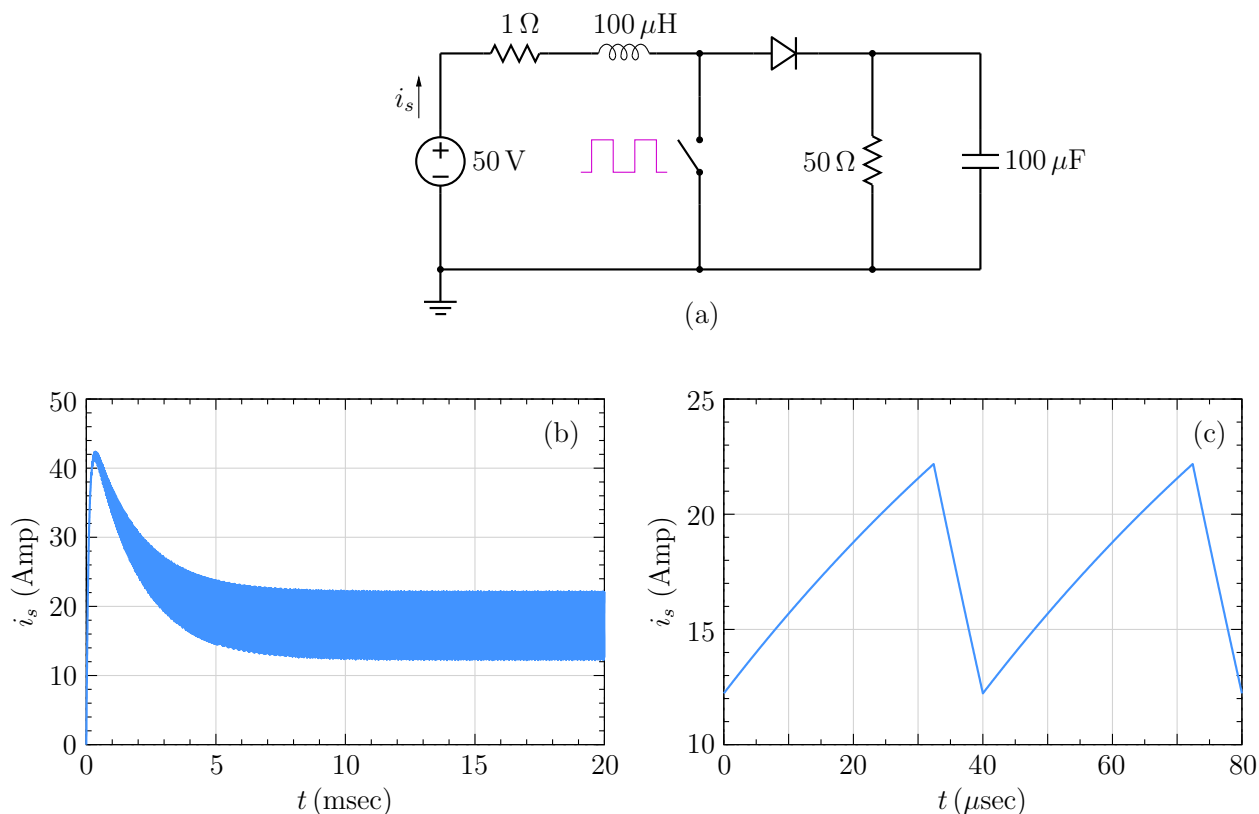 1 Ω 100 μH
i_s
+
−
50 V 50 Ω 100 μF
(a)
50
40
30
20
10
0
i_s (Amp)
(b)
0 5 10 15 20
t (msec)
25
20
15
10
i_s (Amp)
(c)
0 20 40 60 80
t (μsec)